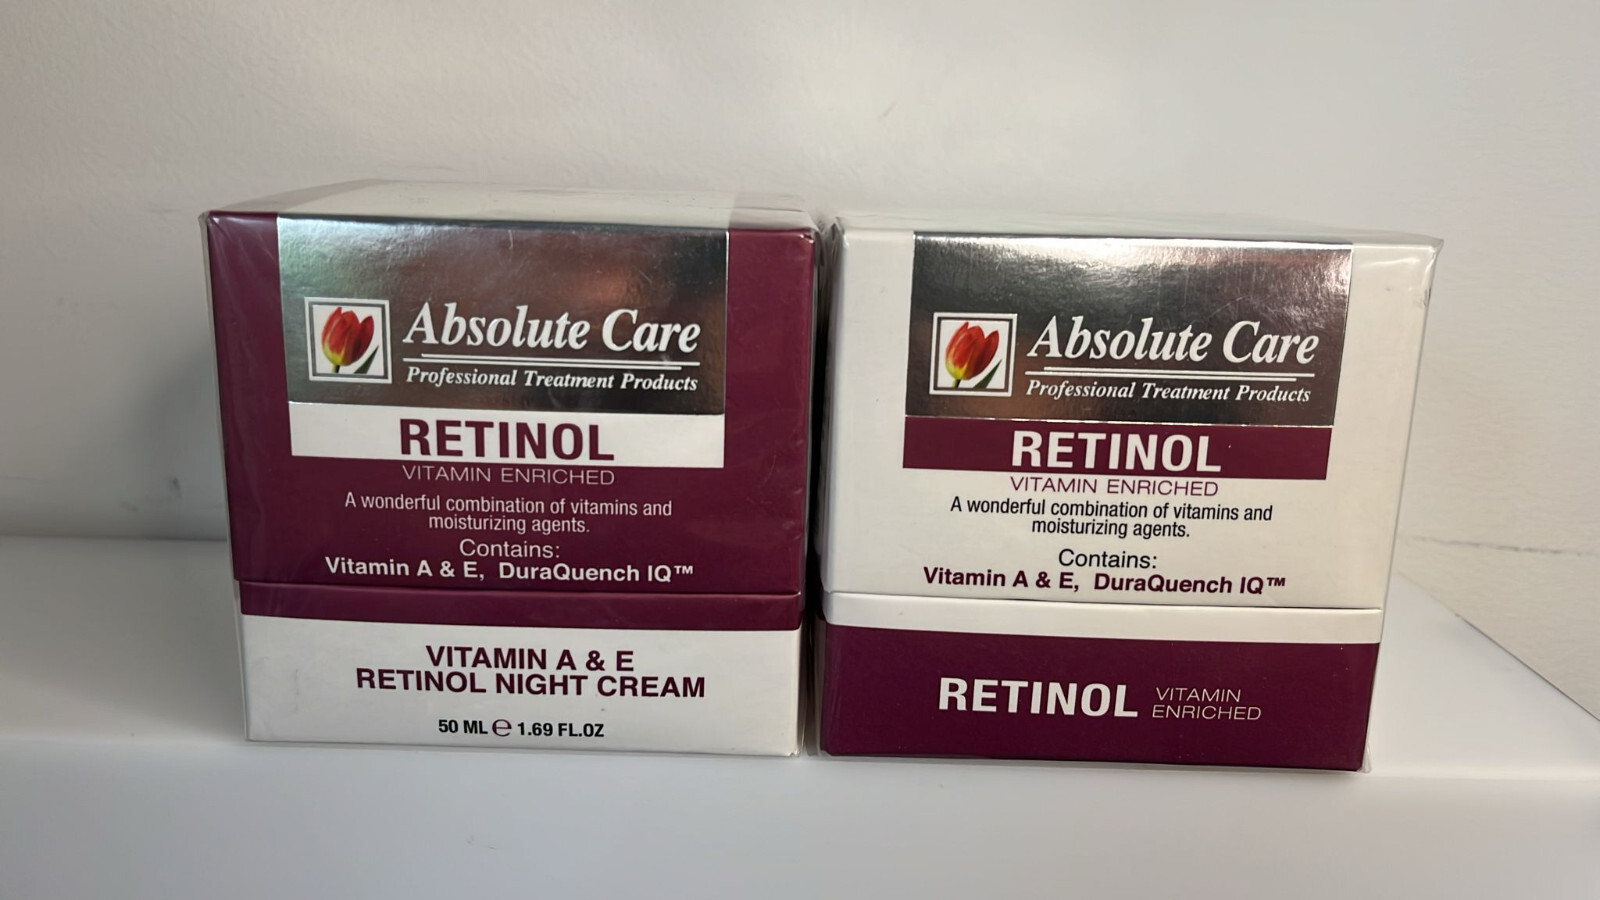 Absolute Care
Professional Treatment Products
RETINOL
VITAMIN ENRICHED
A wonderful combination of vitamins and
moisturizing agents.
Contains:
Vitamin A & E, DuraQuench IQ™
VITAMIN A & E
RETINOL NIGHT CREAM
50 ML ℮ 1.69 FL.OZ
Absolute Care
Professional Treatment Products
RETINOL
VITAMIN ENRICHED
A wonderful combination of vitamins and
moisturizing agents.
Contains:
Vitamin A & E, DuraQuench IQ™
RETINOL VITAMIN
ENRICHED